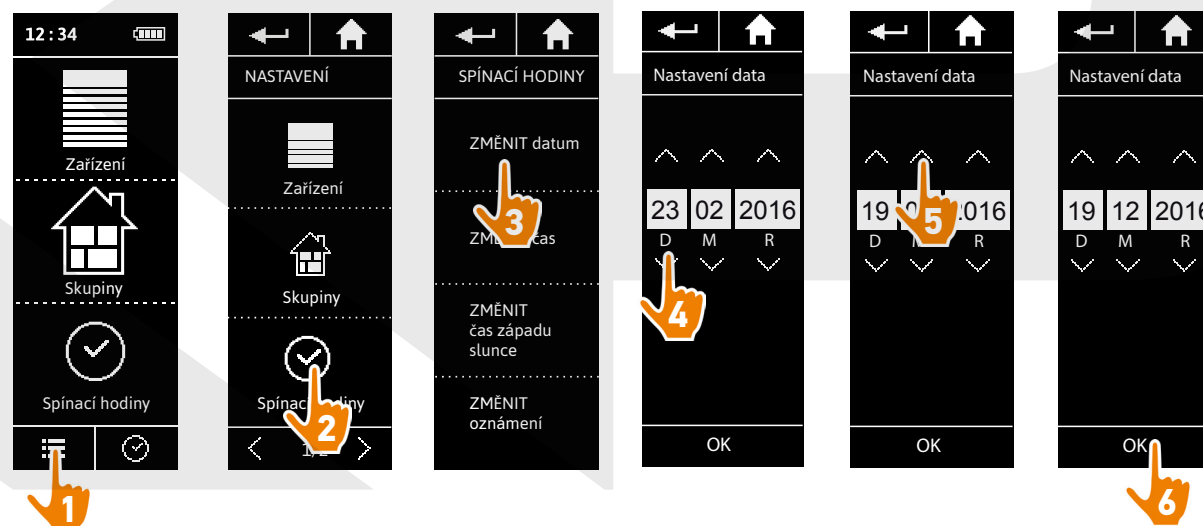 12:34
Zařízení
Skupiny
Spínací hodiny
1
NASTAVENÍ
Zařízení
Skupiny
2
SPÍNACÍ HODINY
ZMĚNIT datum
3
čas
ZMĚNIT
čas západu
slunce
ZMĚNIT
oznámení
Nastavení data
23 02 2016
D M R
4
OK
Nastavení data
19
5
D R
OK
Nastavení data
19 12 2016
D M R
OK
6